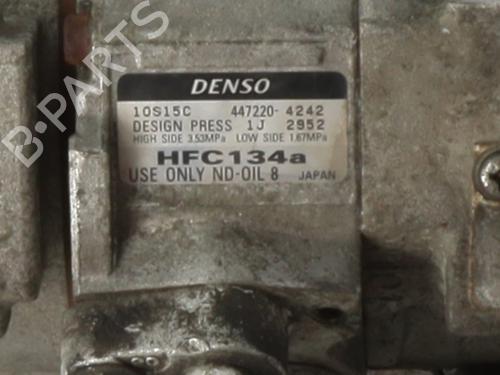 B-PARTS
DENSO
10S15C 447220-4242
DESIGN PRESS 1J 2952
HIGH SIDE 3.53MPa LOW SIDE 1.67MPa
HFC134a
USE ONLY ND-OIL 8 JAPAN